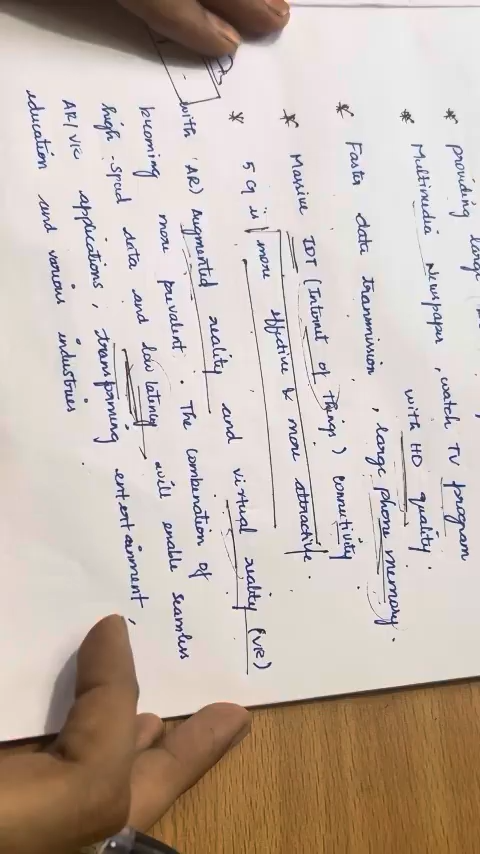 * providing large
* Multimedia Newspaper, watch TV program
with HD quality.
* Faster data transmission, large phone memory.
* Massive IOT (Internet of things) connectivity
* 5G is more effective & more attractive.
with (AR) Augmented reality and virtual reality (VR)
becoming more prevalent. The combination of
high-speed data and low latency will enable seamless
AR/VR applications, transforming entertainment,
education and various industries